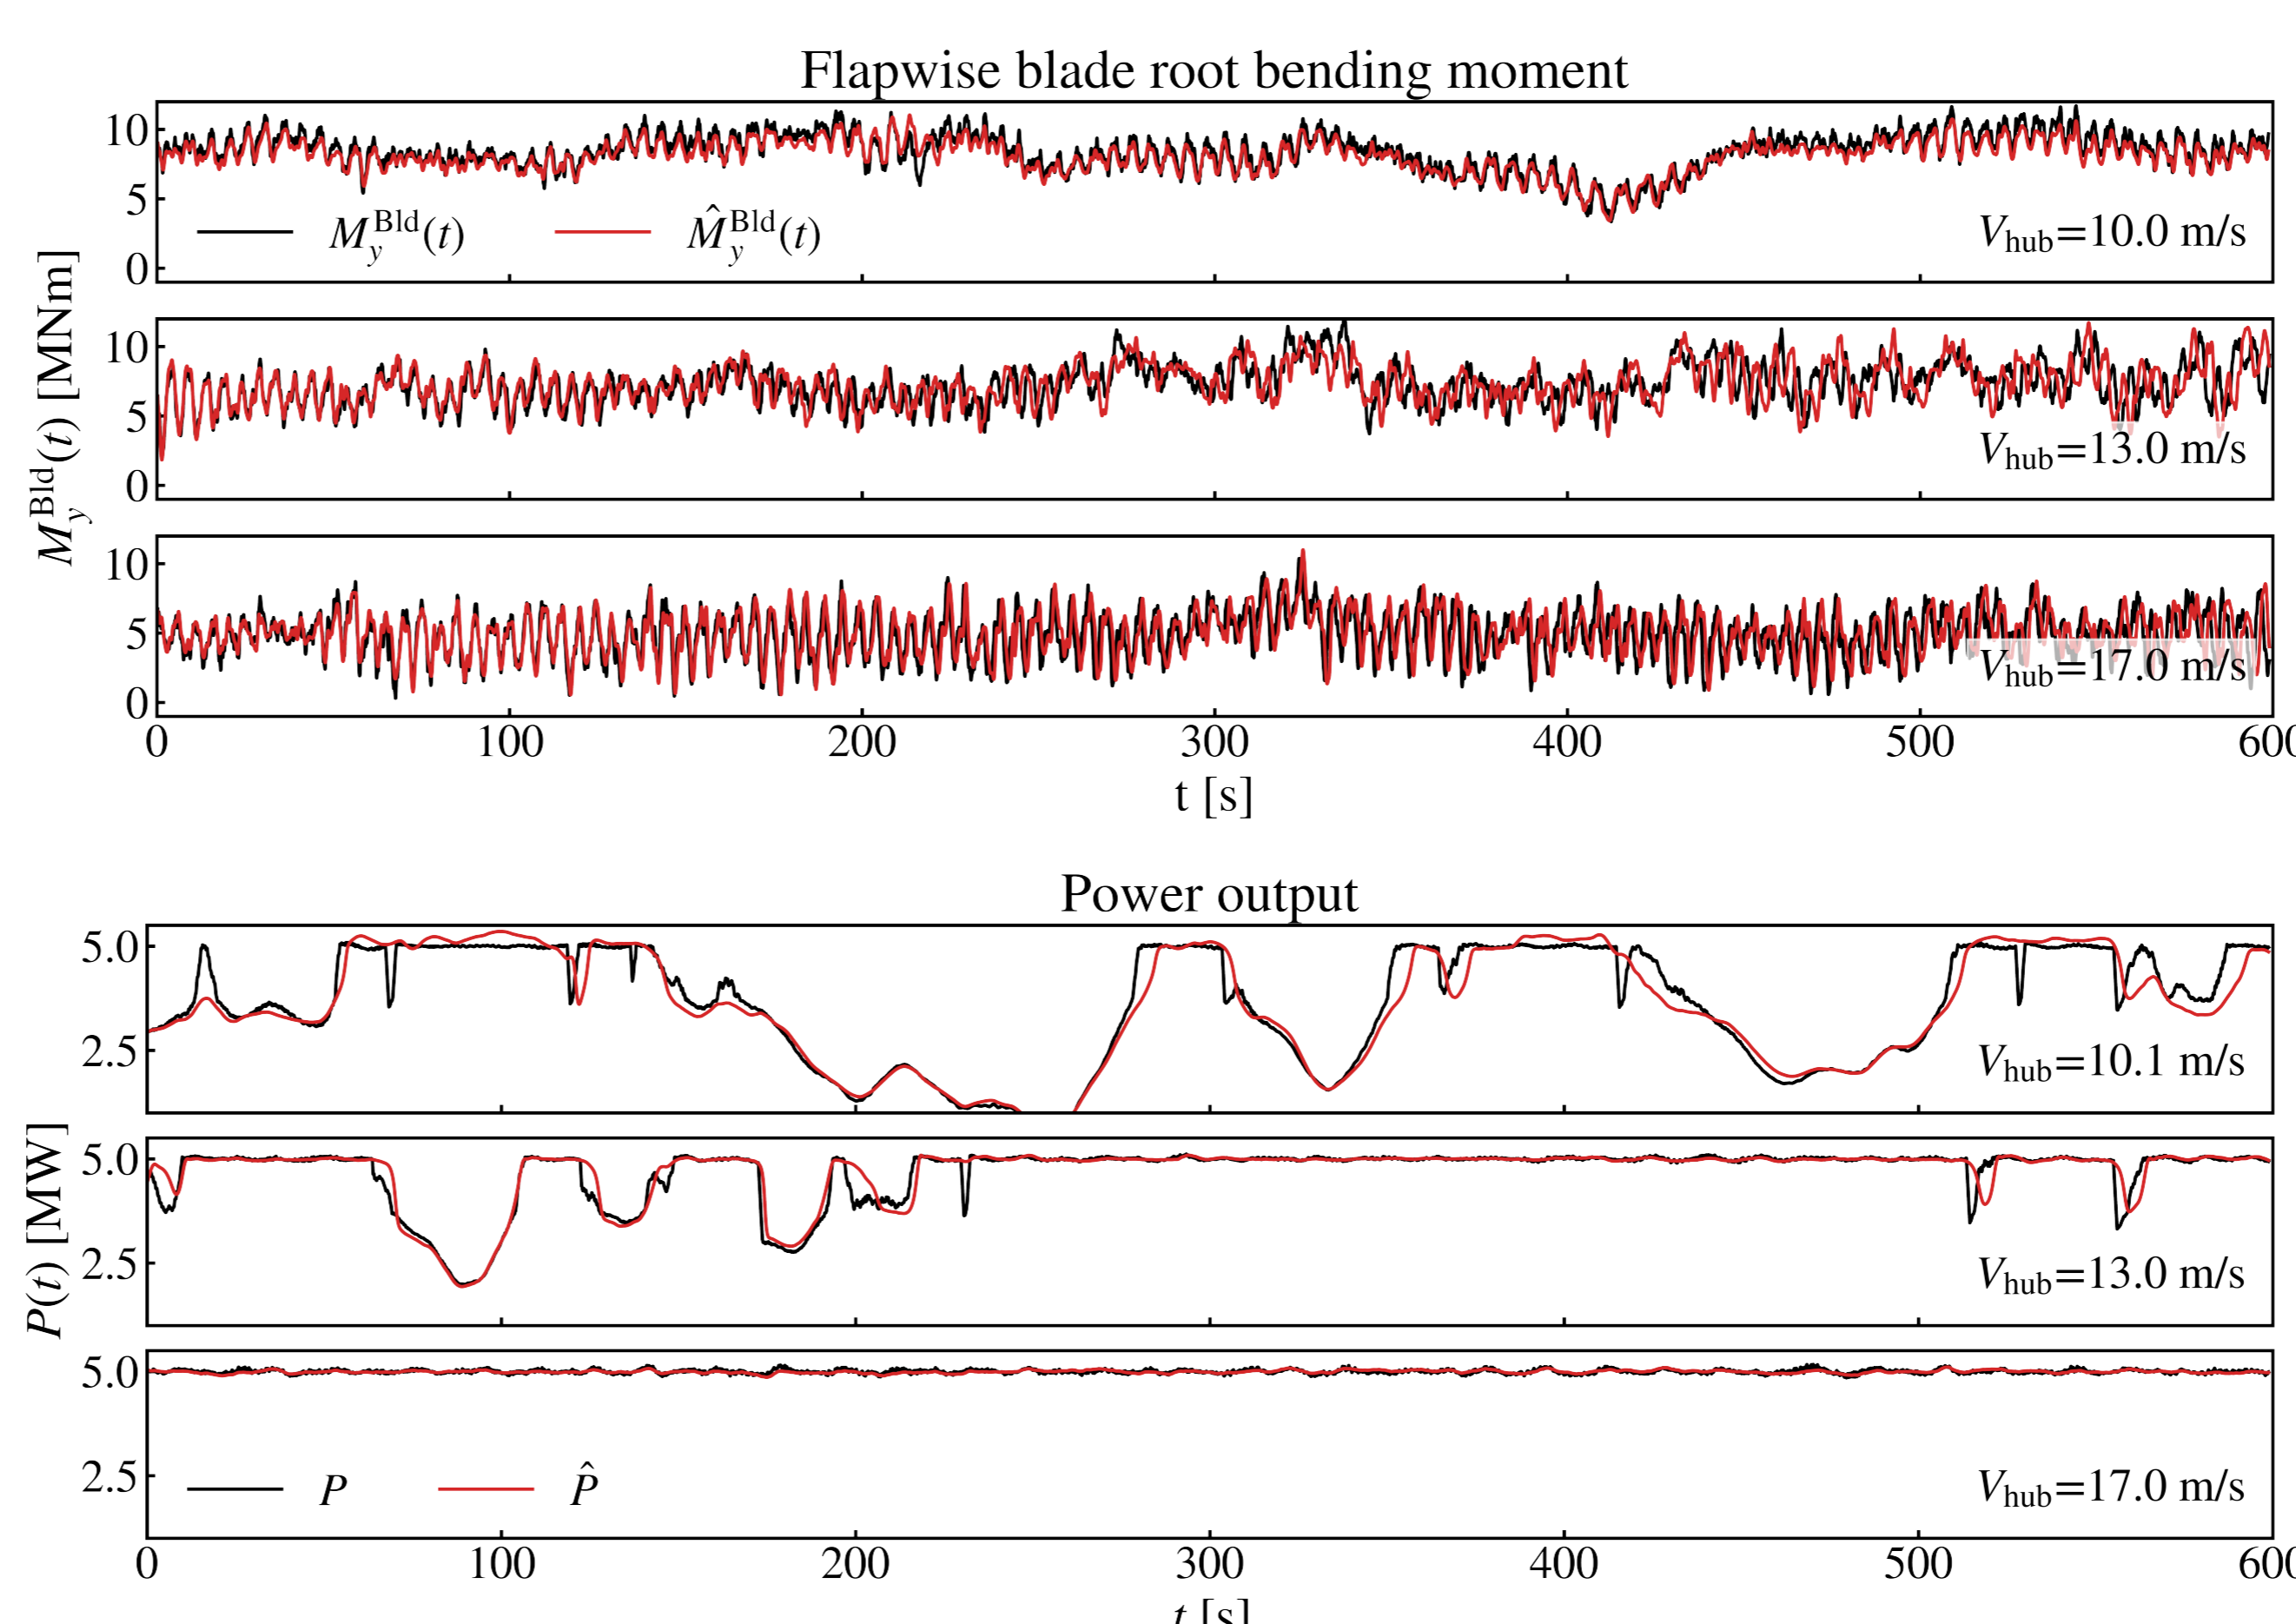 Flapwise blade root bending moment
10
5
0
M_y^Bld(t) M̂_y^Bld(t)
V_hub=10.0 m/s
M_y^Bld(t) [MNm]
10
5
0
V_hub=13.0 m/s
10
5
0
V_hub=17.0 m/s
0 100 200 300 400 500 600
t [s]
Power output
5.0
2.5
V_hub=10.1 m/s
P(t) [MW]
5.0
2.5
V_hub=13.0 m/s
5.0
2.5
P P̂
V_hub=17.0 m/s
0 100 200 300 400 500 600
t [s]